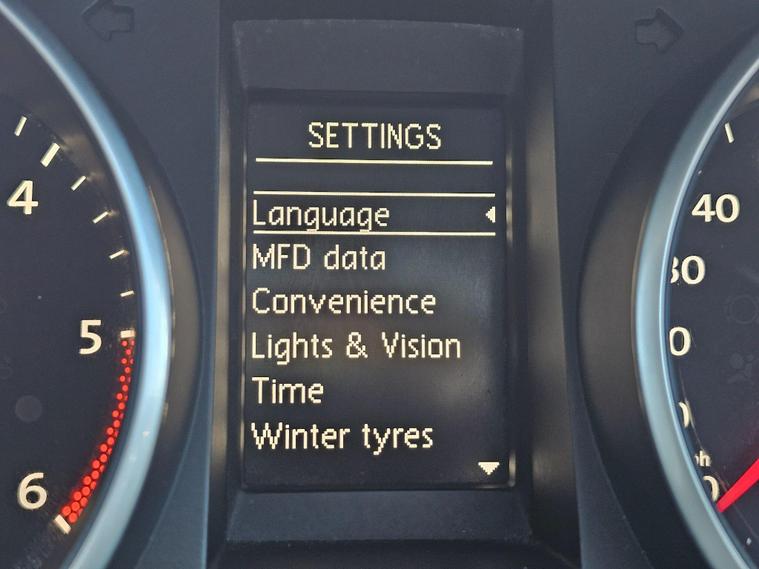 SETTINGS
Language
MFD data
Convenience
Lights & Vision
Time
Winter tyres
4
5
6
40